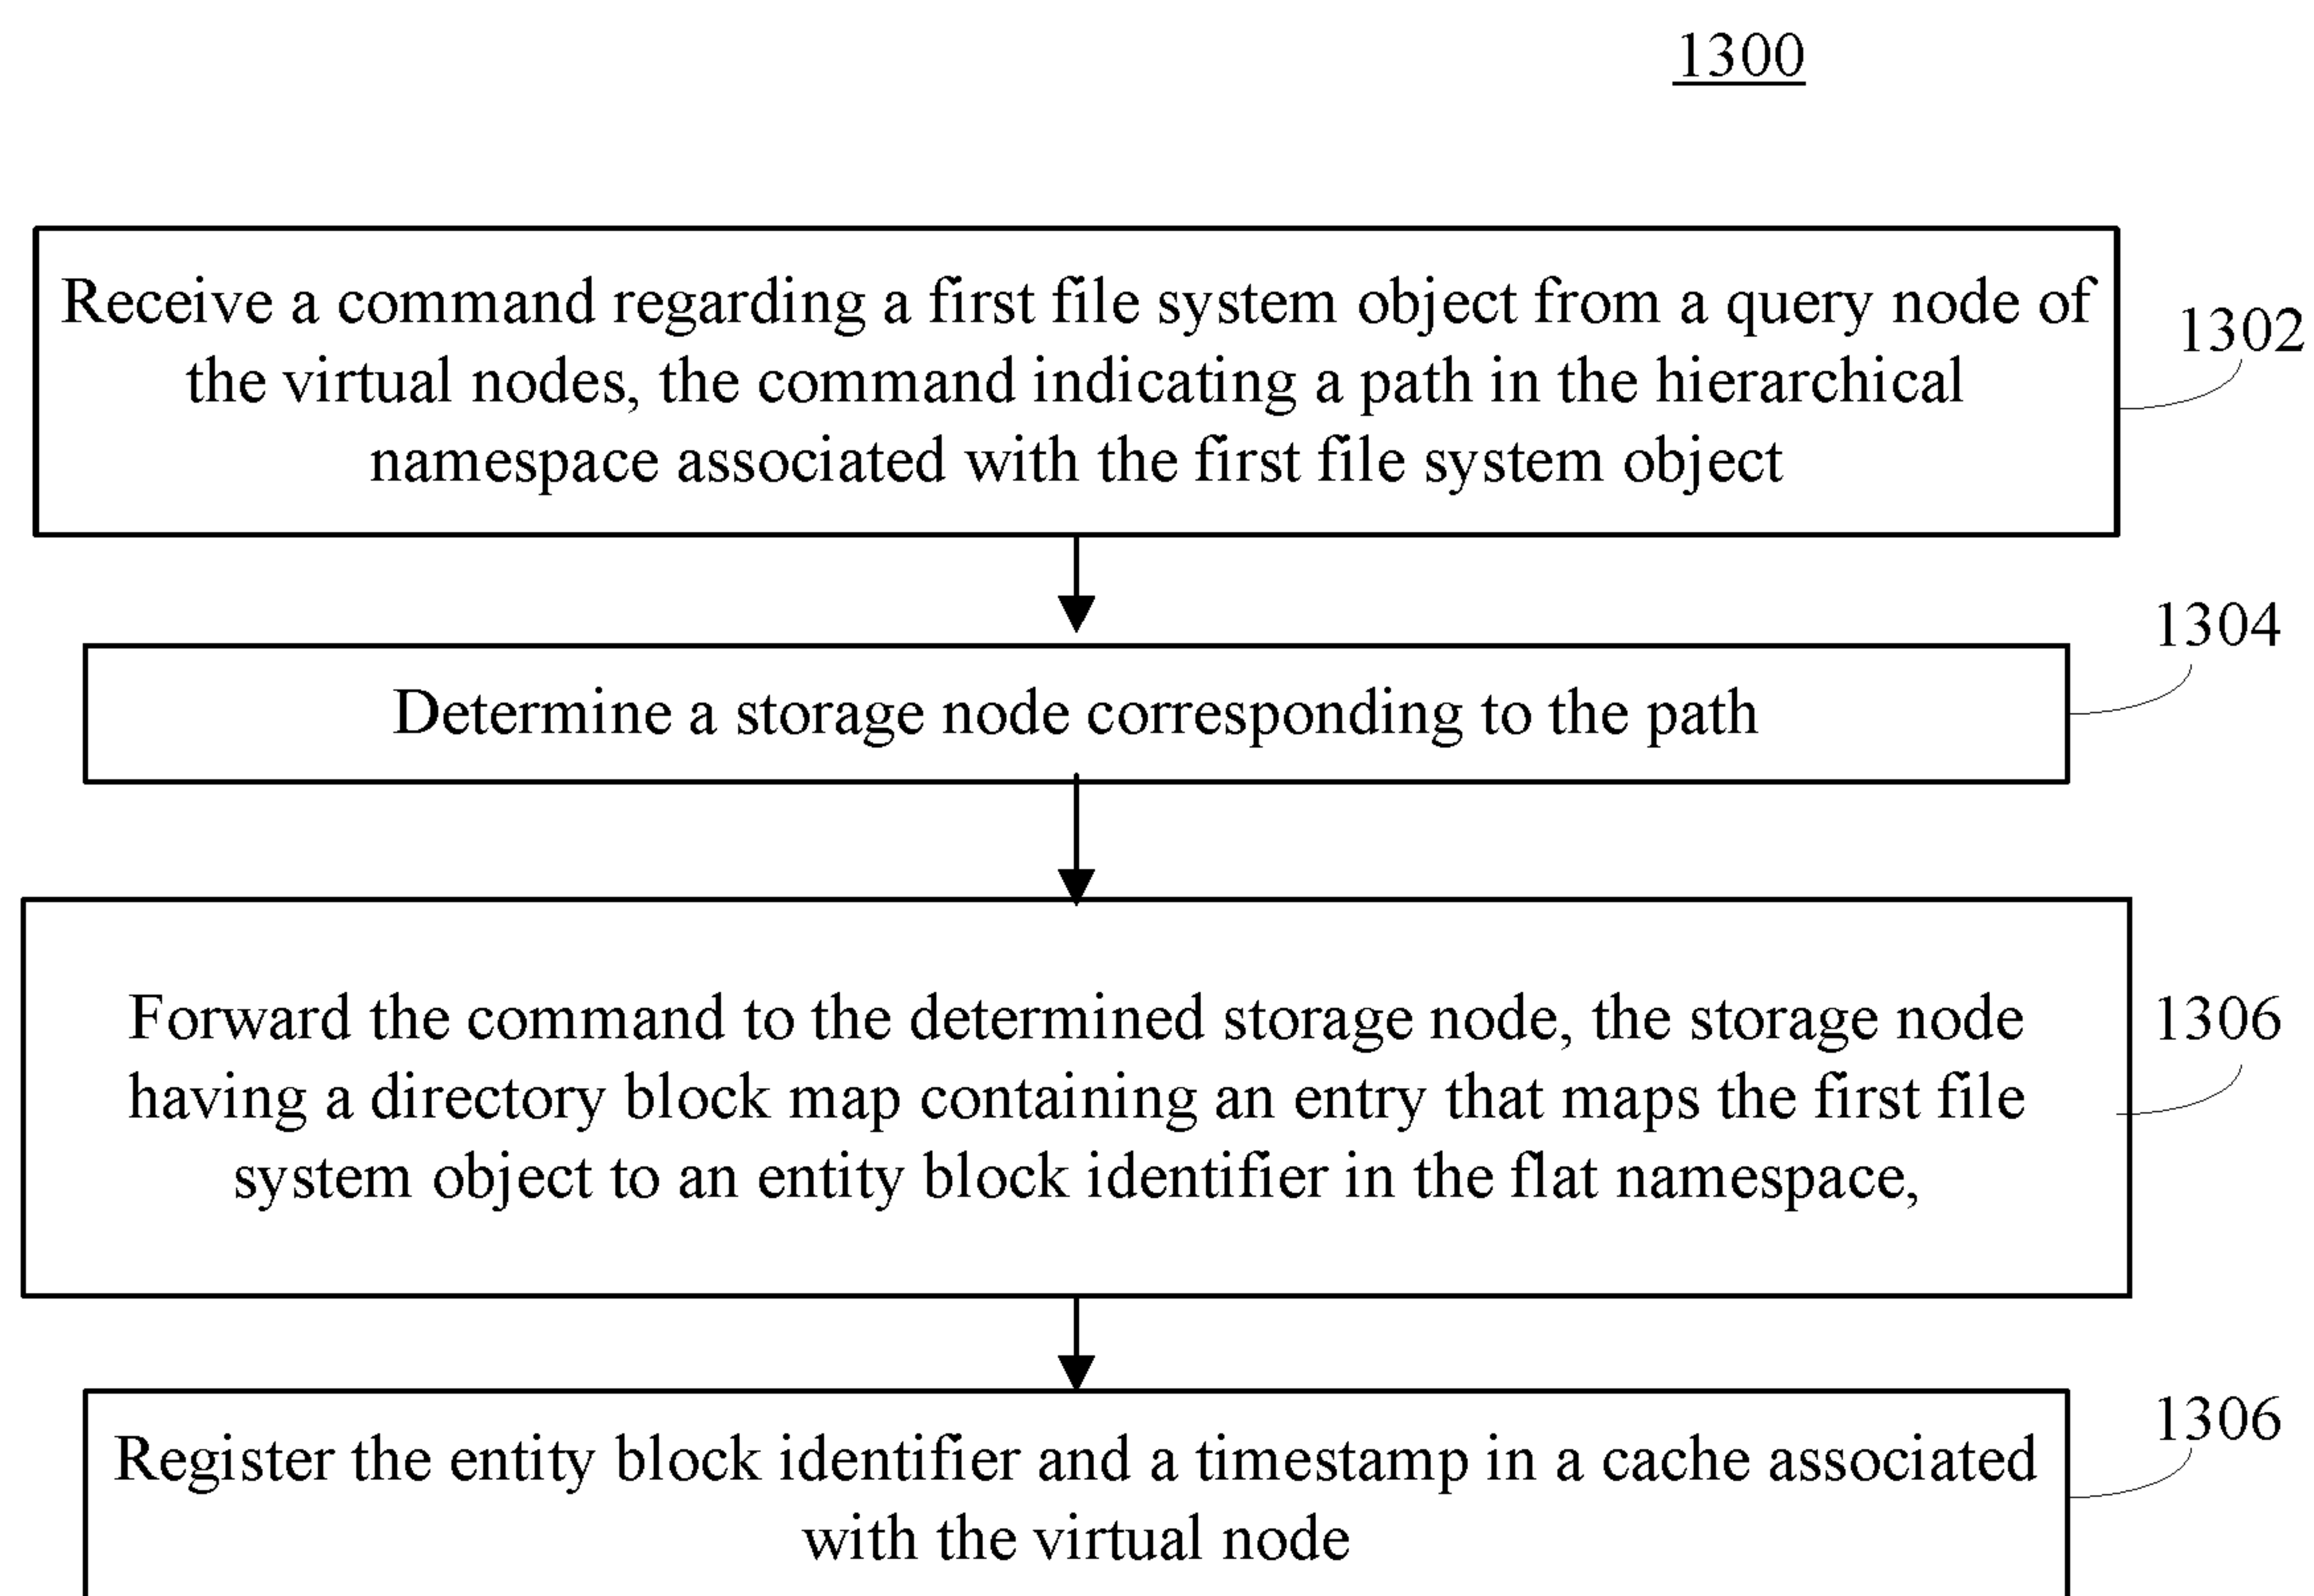 1300
Receive a command regarding a first file system object from a query node of
the virtual nodes, the command indicating a path in the hierarchical
namespace associated with the first file system object
1302
1304
Determine a storage node corresponding to the path
Forward the command to the determined storage node, the storage node
having a directory block map containing an entry that maps the first file
system object to an entity block identifier in the flat namespace,
1306
1306
Register the entity block identifier and a timestamp in a cache associated
with the virtual node